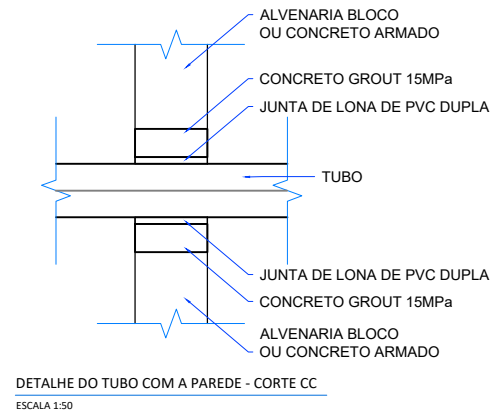 ALVENARIA BLOCO
OU CONCRETO ARMADO
CONCRETO GROUT 15MPa
JUNTA DE LONA DE PVC DUPLA
TUBO
JUNTA DE LONA DE PVC DUPLA
CONCRETO GROUT 15MPa
ALVENARIA BLOCO
OU CONCRETO ARMADO
DETALHE DO TUBO COM A PAREDE - CORTE CC
ESCALA 1:50